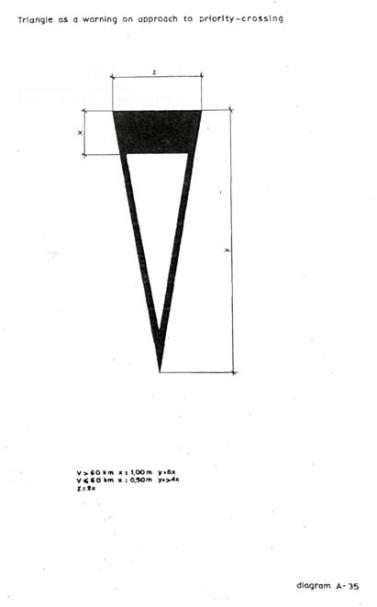 Triangle as a warning on approach to priority-crossing
z
x
y
V > 60 km x = 1,00 m y=6x
V ≤ 60 km x = 0,50 m y=>4x
z = 2x
diagram A-35